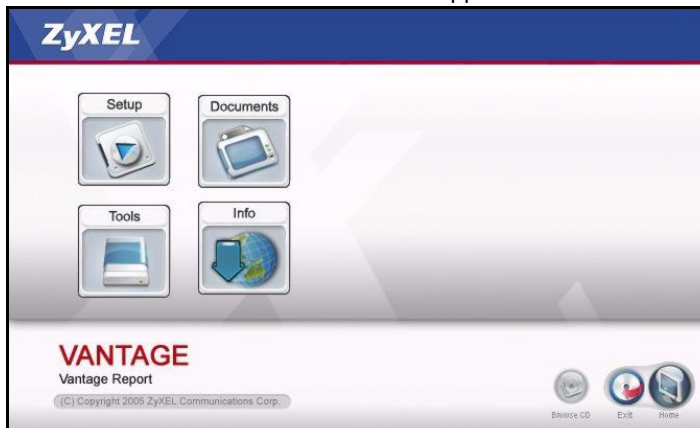 ZyXEL
Setup
Documents
Tools
Info
VANTAGE
Vantage Report
(C) Copyright 2005 ZyXEL Communications Corp.
Browse CD
Exit
Home